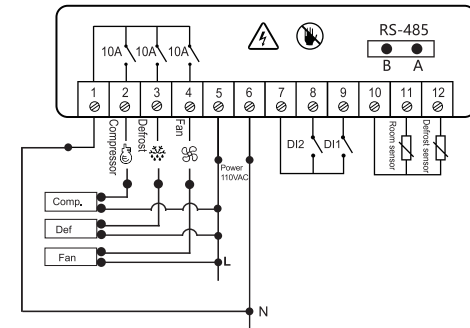 RS-485
B A
10A 10A 10A
1 2 3 4 5 6 7 8 9 10 11 12
Compressor
Defrost
Fan
Power
110VAC
DI2 DI1
Room sensor
Defrost sensor
Comp.
Def
Fan
L
N